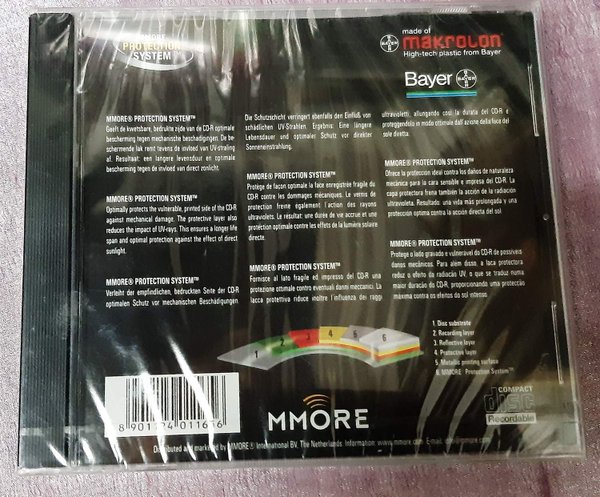 MMORE
PROTECTION
SYSTEM
made of
BAYER
makrolon
High-tech plastic from Bayer
Bayer
BAYER
MMORE® PROTECTION SYSTEM™
Geeft de kwetsbare, bedrukte zijde van de CD-R optimale
bescherming tegen mechanische beschadigingen. De be-
schermende lak remt tevens de invloed van UV-straling
af. Resultaat: een langere levensduur en optimale
bescherming tegen de invloed van direct zonlicht.
MMORE® PROTECTION SYSTEM™
Optimally protects the vulnerable, printed side of the CD-R
against mechanical damage. The protective layer also
reduces the impact of UV-rays. This ensures a longer life
span and optimal protection against the effect of direct
sunlight.
MMORE® PROTECTION SYSTEM™
Verleiht der empfindlichen, bedruckten Seite der CD-R
optimalen Schutz vor mechanischen Beschädigungen.
Die Schutzschicht verringert ebenfalls den Einfluß von
schädlichen UV-Strahlen. Ergebnis: Eine längere
Lebensdauer und optimaler Schutz vor direkter
Sonneneinstrahlung.
MMORE® PROTECTION SYSTEM™
Protège de façon optimale la face enregistrée fragile du
CD-R contre les dommages mécaniques. Le vernis de
protection freine également l'action des rayons
ultraviolets. Le résultat: une durée de vie accrue et une
protection optimale contre les effets de la lumière solaire
directe.
MMORE® PROTECTION SYSTEM™
Fornisce al lato fragile ed impresso del CD-R una
protezione ottimale contro eventuali danni meccanici. La
lacca protettiva riduce inoltre l'influenza dei raggi
ultravioletti, allungando così la durata del CD-R e
proteggendolo in modo ottimale dall'azione della luce del
sole diretta.
MMORE® PROTECTION SYSTEM™
Ofrece la protección ideal contra los daños de naturaleza
mecánica para la cara sensible e impresa del CD-R. La
capa protectora frena también la acción de la radiación
ultravioleta. Resultado: una vida más prolongada y una
protección optima contra la acción directa del sol.
MMORE® PROTECTION SYSTEM™
Protege o lado gravado e vulnerável do CD-R de possíveis
danos mecânicos. Para além disso, a laca protectora
reduz o efeito da radiação UV, o que se traduz numa
maior duração do CD-R, proporcionando uma protecção
máxima contra os efeitos do sol intenso.
1 2 3 4 5 6
1. Disc substrate
2. Recording layer
3. Reflective layer
4. Protective layer
5. Metallic printing surface
6. MMORE Protection System™
MMORE
COMPACT
disc
Recordable
Distributed and marketed by MMORE® International BV, The Netherlands. Information: www.mmore.com E-mail: